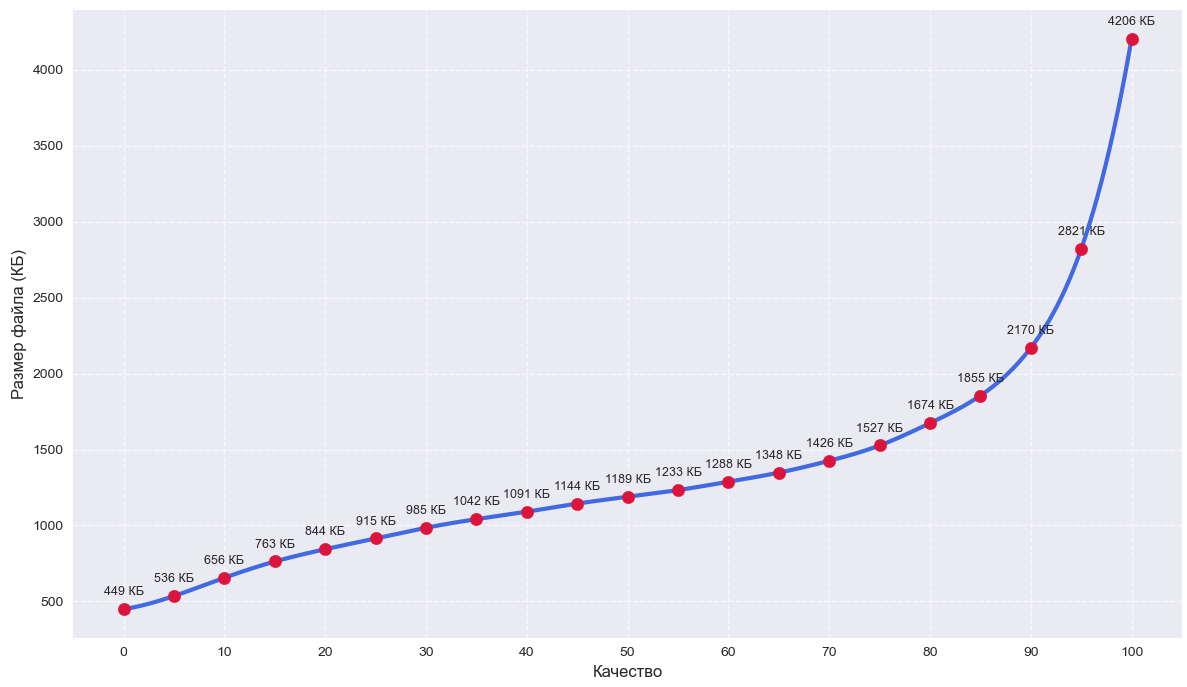 4206 КБ
4000
3500
3000
2821 КБ
2500
2170 КБ
2000
1855 КБ
1674 КБ
1527 КБ
1500
1426 КБ
1348 КБ
1288 КБ
1233 КБ
1189 КБ
1144 КБ
1091 КБ
1042 КБ
1000
985 КБ
915 КБ
844 КБ
763 КБ
656 КБ
536 КБ
500
449 КБ
0 10 20 30 40 50 60 70 80 90 100
Качество
Размер файла (КБ)